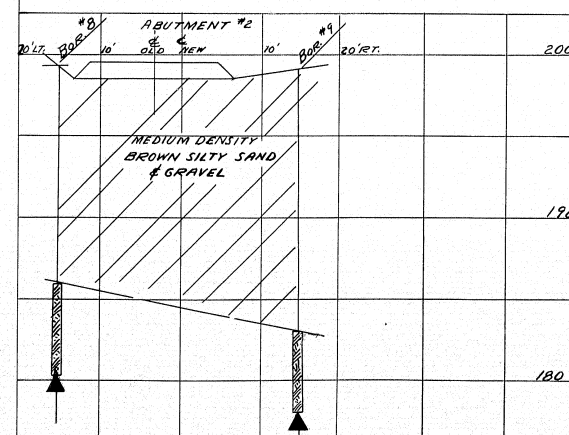 ABUTMENT #2
BOR. #8
BOR. #9
20'LT.
10'
℄ OLD
℄ NEW
10'
20'RT.
200
MEDIUM DENSITY
BROWN SILTY SAND
& GRAVEL
190
180